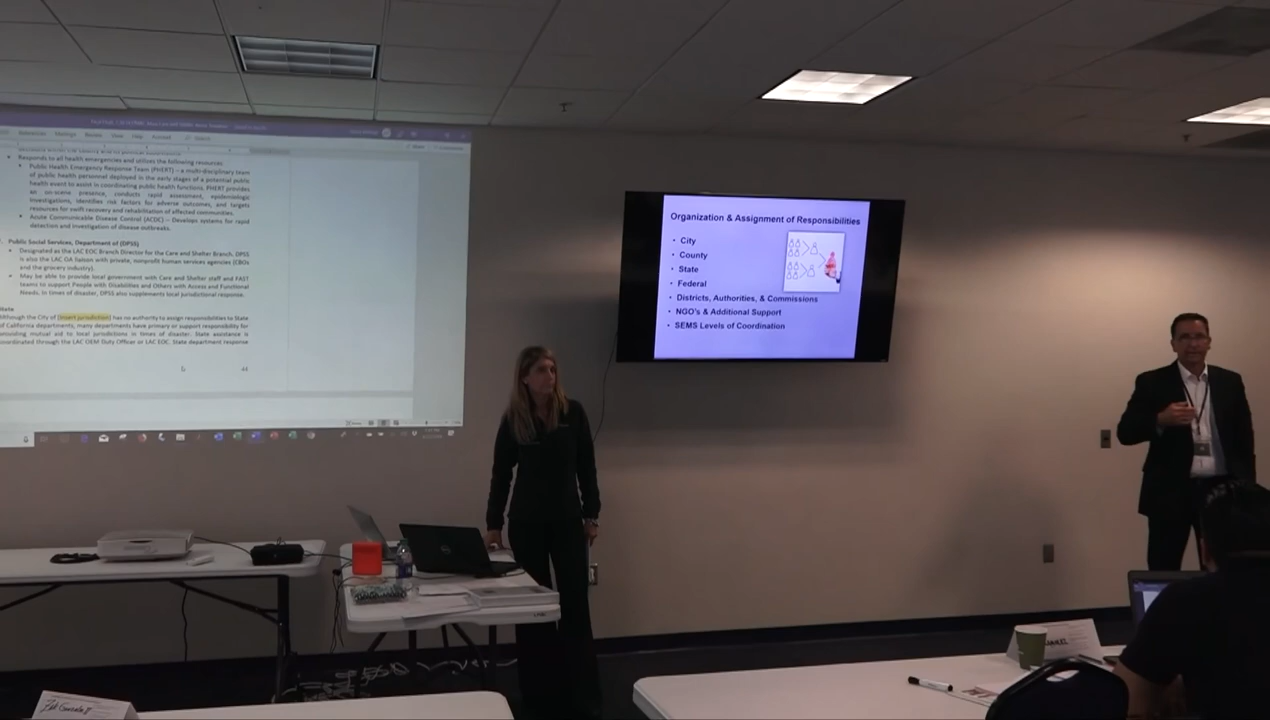 References Mailings Review View Help Acrobat
• Responds to all health emergencies and utilizes the following resources
• Public Health Emergency Response Team (PHERT) – a multi-disciplinary team
of public health personnel deployed in the early stages of a potential public
health event to assist in coordinating public health functions. PHERT provides
an on-scene presence, conducts rapid assessment, epidemiologic
investigations, identifies risk factors for adverse outcomes, and targets
resources for swift recovery and rehabilitation of affected communities.
• Acute Communicable Disease Control (ACDC) – Develops systems for rapid
detection and investigation of disease outbreaks.
Public Social Services, Department of (DPSS)
• Designated as the LAC EOC Branch Director for the Care and Shelter Branch. DPSS
is also the LAC OA liaison with private, nonprofit human services agencies (CBOs
and the grocery industry).
• May be able to provide local government with Care and Shelter staff and FAST
teams to support People with Disabilities and Others with Access and Functional
Needs. In times of disaster, DPSS also supplements local jurisdictional response.
State
Although the City of [insert jurisdiction] has no authority to assign responsibilities to State
of California departments, many departments have primary or support responsibility for
providing mutual aid to local jurisdictions in times of disaster. State assistance is
coordinated through the LAC OEM Duty Officer or LAC EOC. State department response
44
Organization & Assignment of Responsibilities
• City
• County
• State
• Federal
• Districts, Authorities, & Commissions
• NGO's & Additional Support
• SEMS Levels of Coordination